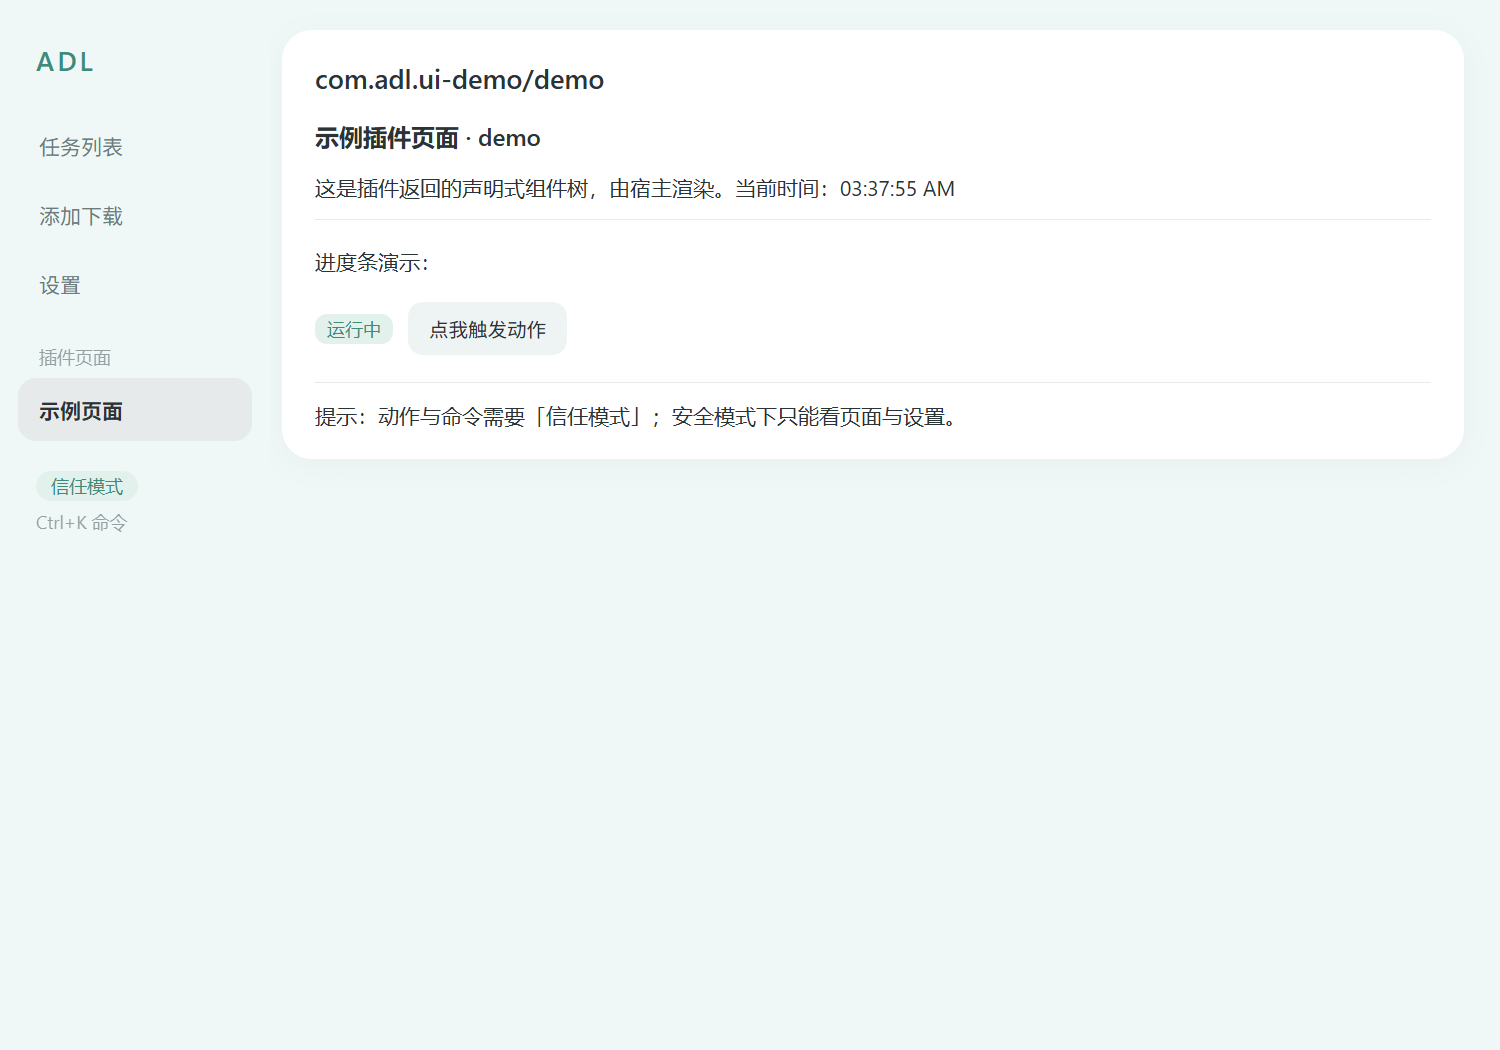 ADL
任务列表
添加下载
设置
插件页面
示例页面
信任模式
Ctrl+K 命令
com.adl.ui-demo/demo
示例插件页面 · demo
这是插件返回的声明式组件树，由宿主渲染。当前时间：03:37:55 AM
进度条演示：
运行中
点我触发动作
提示：动作与命令需要「信任模式」；安全模式下只能看页面与设置。